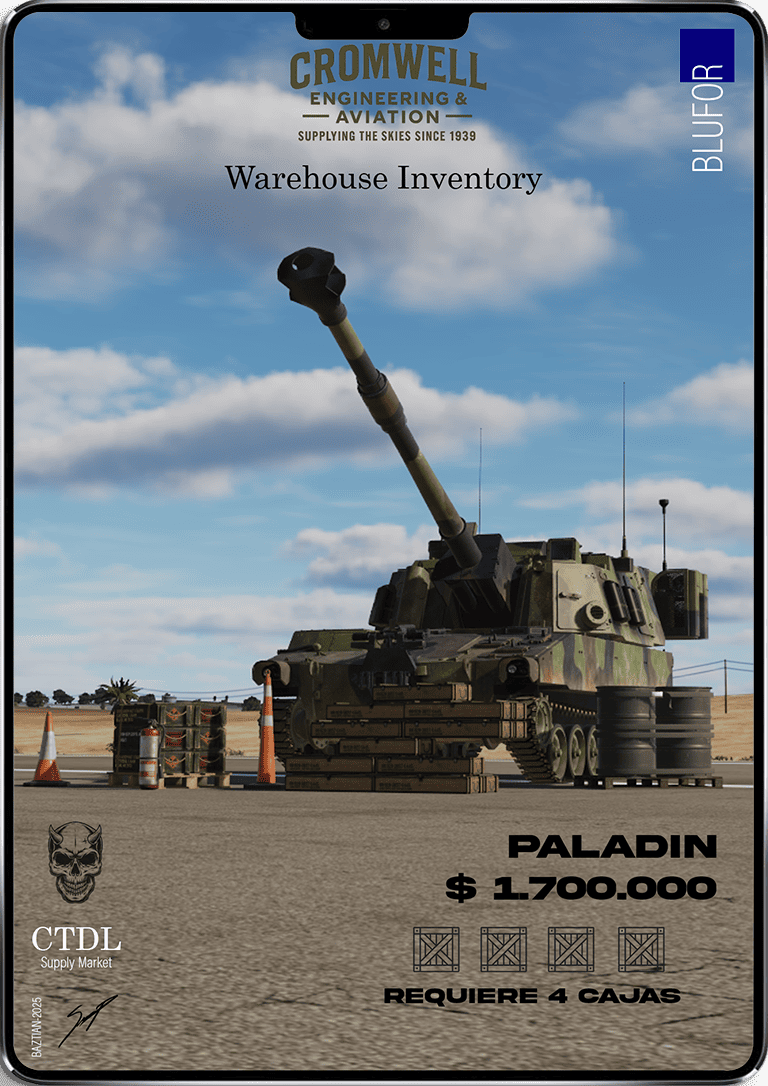 CROMWELL
ENGINEERING &
AVIATION
SUPPLYING THE SKIES SINCE 1939
BLUFOR
Warehouse Inventory
PALADIN
$ 1.700.000
REQUIERE 4 CAJAS
CTDL
Supply Market
BAZTIAN-2025